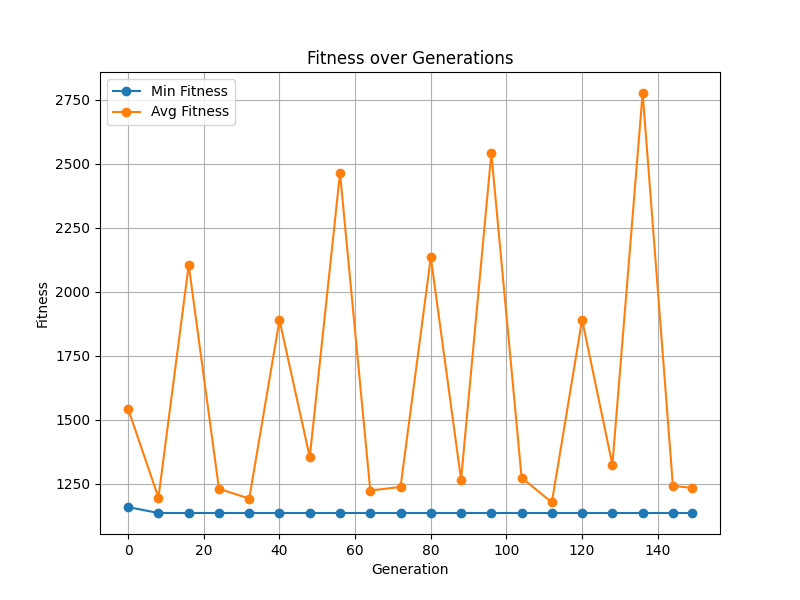 Fitness over Generations
Min Fitness
Avg Fitness
2750
2500
2250
2000
1750
1500
1250
Fitness
0 20 40 60 80 100 120 140
Generation